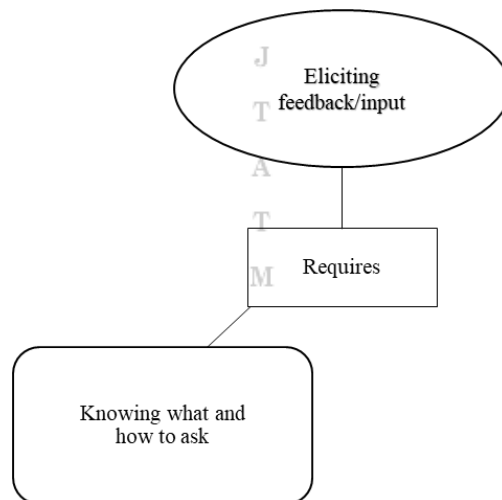 J
Eliciting
feedback/input
T
A
T
Requires
M
Knowing what and
how to ask